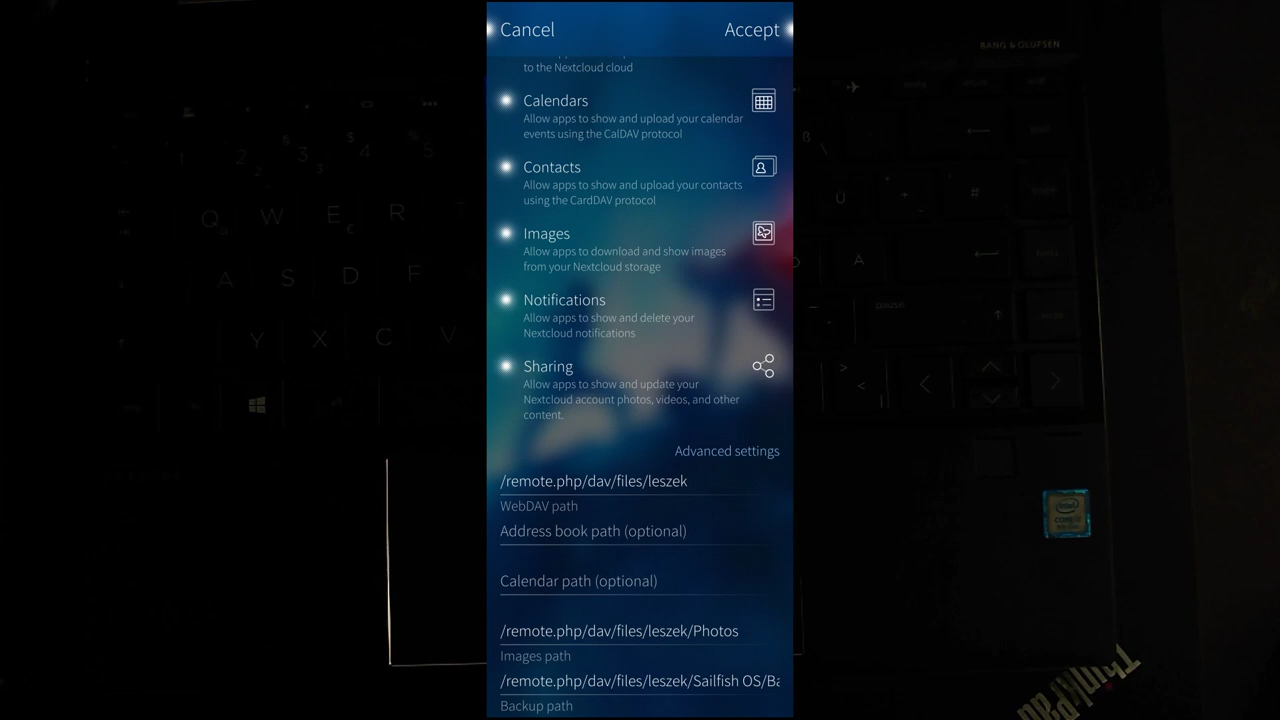 Cancel
Accept
to the Nextcloud cloud
Calendars
Allow apps to show and upload your calendar
events using the CalDAV protocol
Contacts
Allow apps to show and upload your contacts
using the CardDAV protocol
Images
Allow apps to download and show images
from your Nextcloud storage
Notifications
Allow apps to show and delete your
Nextcloud notifications
Sharing
Allow apps to show and update your
Nextcloud account photos, videos, and other
content.
Advanced settings
/remote.php/dav/files/leszek
WebDAV path
Address book path (optional)
Calendar path (optional)
/remote.php/dav/files/leszek/Photos
Images path
/remote.php/dav/files/leszek/Sailfish OS/Ba
Backup path
BANG & OLUFSEN
Q W E R T
A S D F
Y X C V
Ü + #
Ä
intel
CORE
ThinkPad